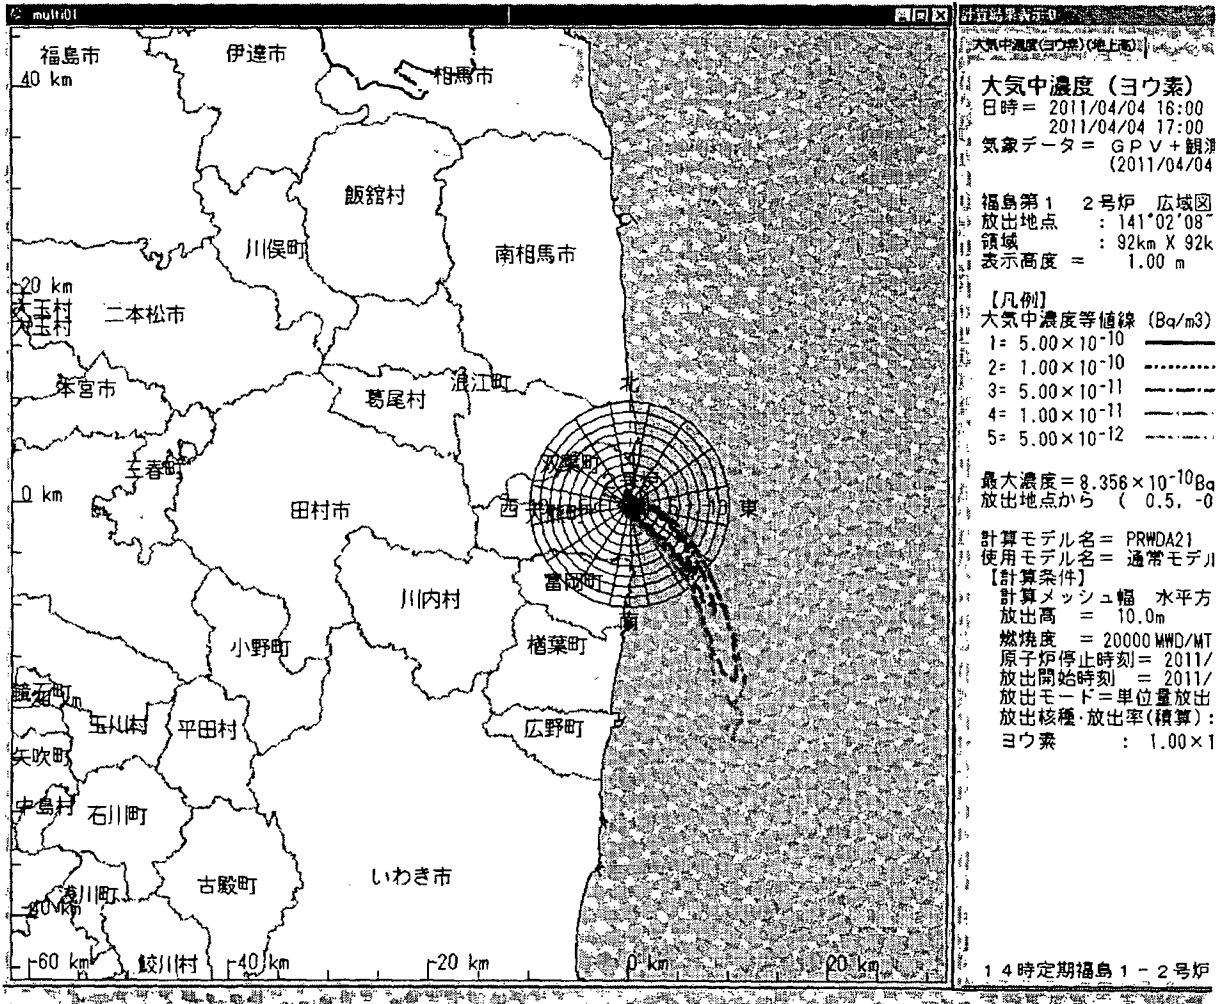 multi01
福島市
伊達市
相馬市
40 km
飯舘村
川俣町
南相馬市
20 km
大玉村
大玉村
二本松市
本宮市
葛尾村
浪江町
北
三春町
双葉町
0 km
田村市
西
東
富岡町
川内村
南
小野町
楢葉町
鏡石町
玉川村
平田村
広野町
矢吹町
中島村
石川町
浅川町
古殿町
いわき市
-40 km
鮫川村
-60 km
-40 km
-20 km
0 km
20 km
計算結果表示
大気中濃度(ヨウ素)(地上高)
大気中濃度 (ヨウ素)
日時= 2011/04/04 16:00
2011/04/04 17:00
気象データ= GPV+観測
(2011/04/04
福島第1 2号炉 広域図
放出地点 : 141°02'08"
領域 : 92km X 92k
表示高度 = 1.00 m
【凡例】
大気中濃度等値線 (Bq/m3)
1= 5.00×10-10
2= 1.00×10-10
3= 5.00×10-11
4= 1.00×10-11
5= 5.00×10-12
最大濃度=8.356×10-10Bq
放出地点から ( 0.5, -0
計算モデル名= PRWDA21
使用モデル名= 通常モデル
【計算条件】
計算メッシュ幅 水平方
放出高 = 10.0m
燃焼度 = 20000MWD/MT
原子炉停止時刻= 2011/
放出開始時刻 = 2011/
放出モード=単位量放出
放出核種・放出率(積算):
ヨウ素 : 1.00×1
14時定期福島1-2号炉